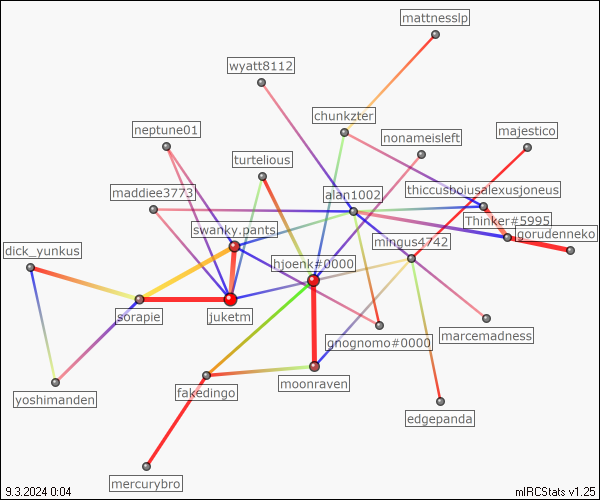 mattnesslp
wyatt8112
chunkzter
neptune01
nonameisleft
majestico
turtelious
maddiee3773
alan1002
thiccusboiusalexusjoneus
swanky.pants
Thinker#5995
gorudenneko
dick_yunkus
mingus4742
hjoenk#0000
sorapie
juketm
marcemadness
gnognomo#0000
moonraven
fakedingo
yoshimanden
edgepanda
mercurybro
9.3.2024 0:04
mIRCStats v1.25